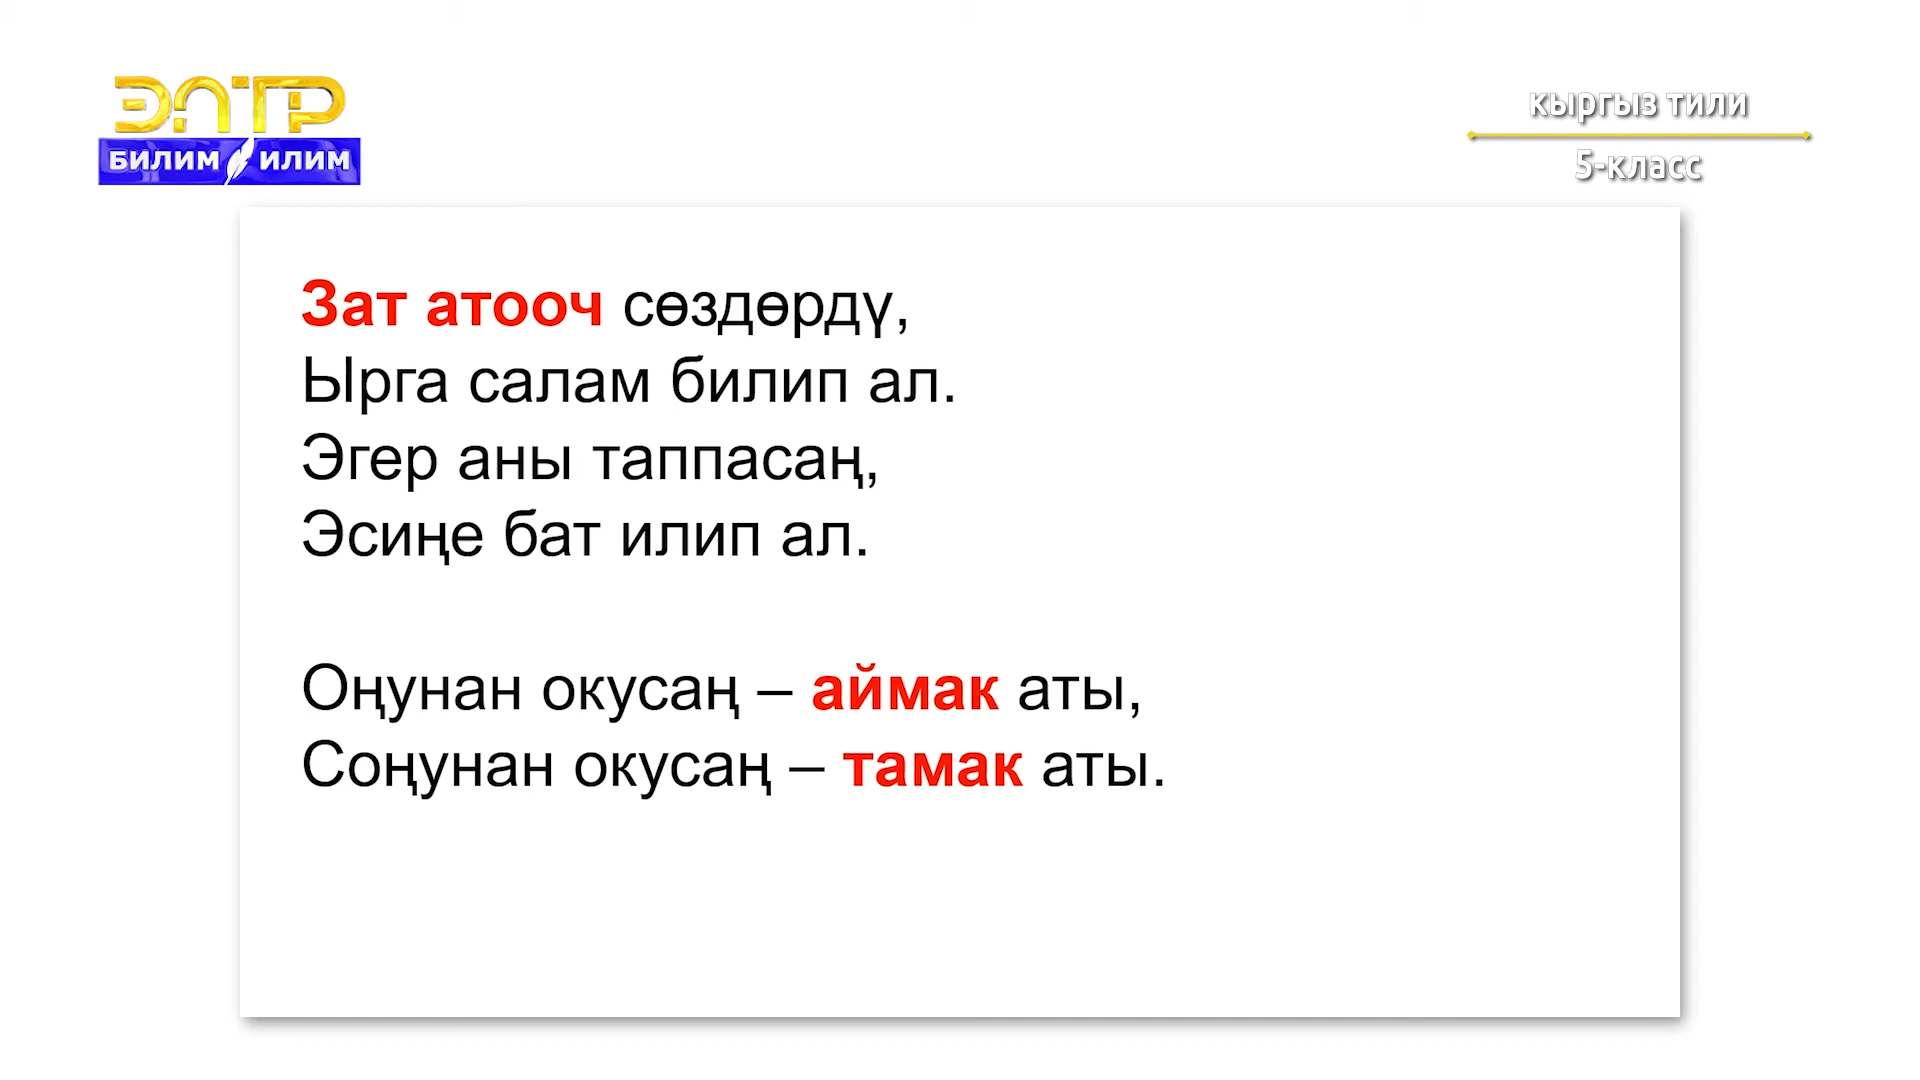 ЭЛТР
БИЛИМ ИЛИМ
кыргыз тили
5-класс
Зат атооч сөздөрдү,
Ырга салам билип ал.
Эгер аны таппасаң,
Эсиңе бат илип ал.
Оңунан окусаң – аймак аты,
Соңунан окусаң – тамак аты.